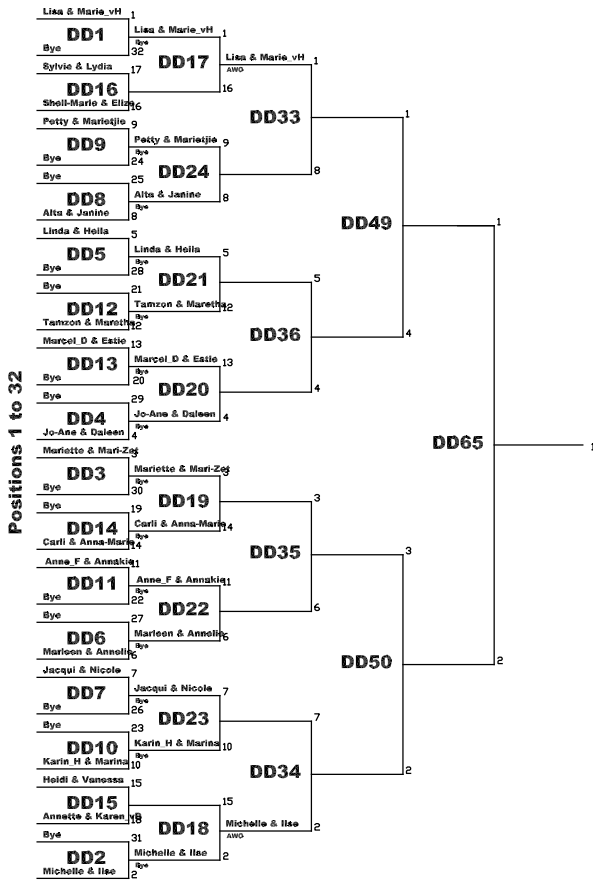 Positions 1 to 32
Lisa & Marie_vH 1
DD1
Bye 32
Sylvie & Lydia 17
DD16
Shell-Marie & Elize 16
Petty & Marietjie 9
DD9
Bye 24
Bye 25
DD8
Alta & Janine 8
Linda & Heila 5
DD5
Bye 28
Bye 21
DD12
Tamzon & Maretha 12
Marcel_D & Estie 13
DD13
Bye 20
Bye 29
DD4
Jo-Ane & Daleen 4
Mariette & Mari-Zet 3
DD3
Bye 30
Bye 19
DD14
Carli & Anna-Marie 14
Anne_F & Annakie 11
DD11
Bye 22
Bye 27
DD6
Marleen & Annelie 6
Jacqui & Nicole 7
DD7
Bye 26
Bye 23
DD10
Karin_H & Marina 10
Heidi & Vanessa 15
DD15
Annette & Karen_vB 18
Bye 31
DD2
Michelle & Ilse 2
Lisa & Marie_vH 1
Bye
DD17
16
Petty & Marietjie 9
Bye
DD24
Alta & Janine 8
Bye
Linda & Heila 5
Bye
DD21
Tamzon & Maretha 12
Bye
Marcel_D & Estie 13
Bye
DD20
Jo-Ane & Daleen 4
Bye
Mariette & Mari-Zet 3
Bye
DD19
Carli & Anna-Marie 14
Bye
Anne_F & Annakie 11
Bye
DD22
Marleen & Annelie 6
Bye
Jacqui & Nicole 7
Bye
DD23
Karin_H & Marina 10
Bye
15
DD18
Michelle & Ilse 2
Bye
Lisa & Marie_vH 1
AWG
DD33
8
5
DD36
4
3
DD35
6
7
DD34
Michelle & Ilse 2
AWG
1
DD49
4
3
DD50
2
1
DD65
2
1